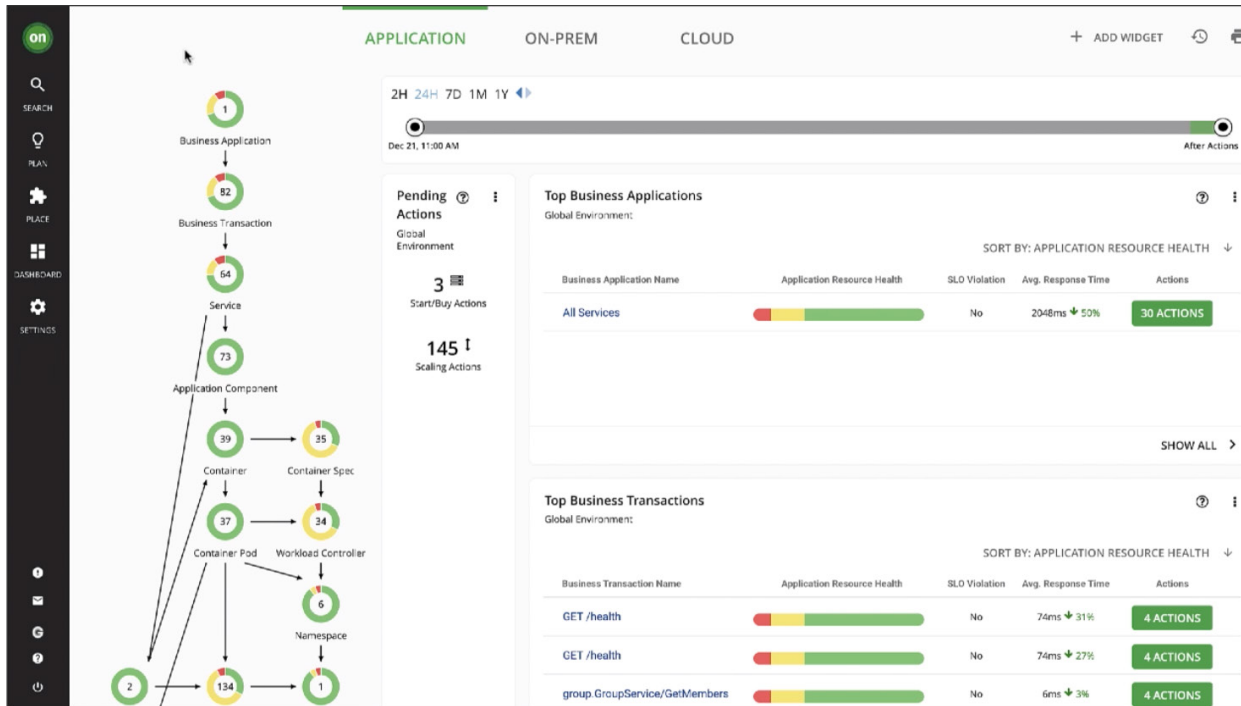 on
SEARCH
PLAN
PLACE
DASHBOARD
SETTINGS
G
APPLICATION ON-PREM CLOUD
+ ADD WIDGET
1
Business Application
82
Business Transaction
64
Service
73
Application Component
39 35
Container Container Spec
37 34
Container Pod Workload Controller
6
Namespace
2 134 1
2H 24H 7D 1M 1Y
Dec 21, 11:00 AM After Actions
Pending
Actions
Global
Environment
3
Start/Buy Actions
145
Scaling Actions
Top Business Applications
Global Environment
SORT BY: APPLICATION RESOURCE HEALTH
Business Application Name Application Resource Health SLO Violation Avg. Response Time Actions
All Services No 2048ms 50% 30 ACTIONS
SHOW ALL
Top Business Transactions
Global Environment
SORT BY: APPLICATION RESOURCE HEALTH
Business Transaction Name Application Resource Health SLO Violation Avg. Response Time Actions
GET /health No 74ms 31% 4 ACTIONS
GET /health No 74ms 27% 4 ACTIONS
group.GroupService/GetMembers No 6ms 3% 4 ACTIONS